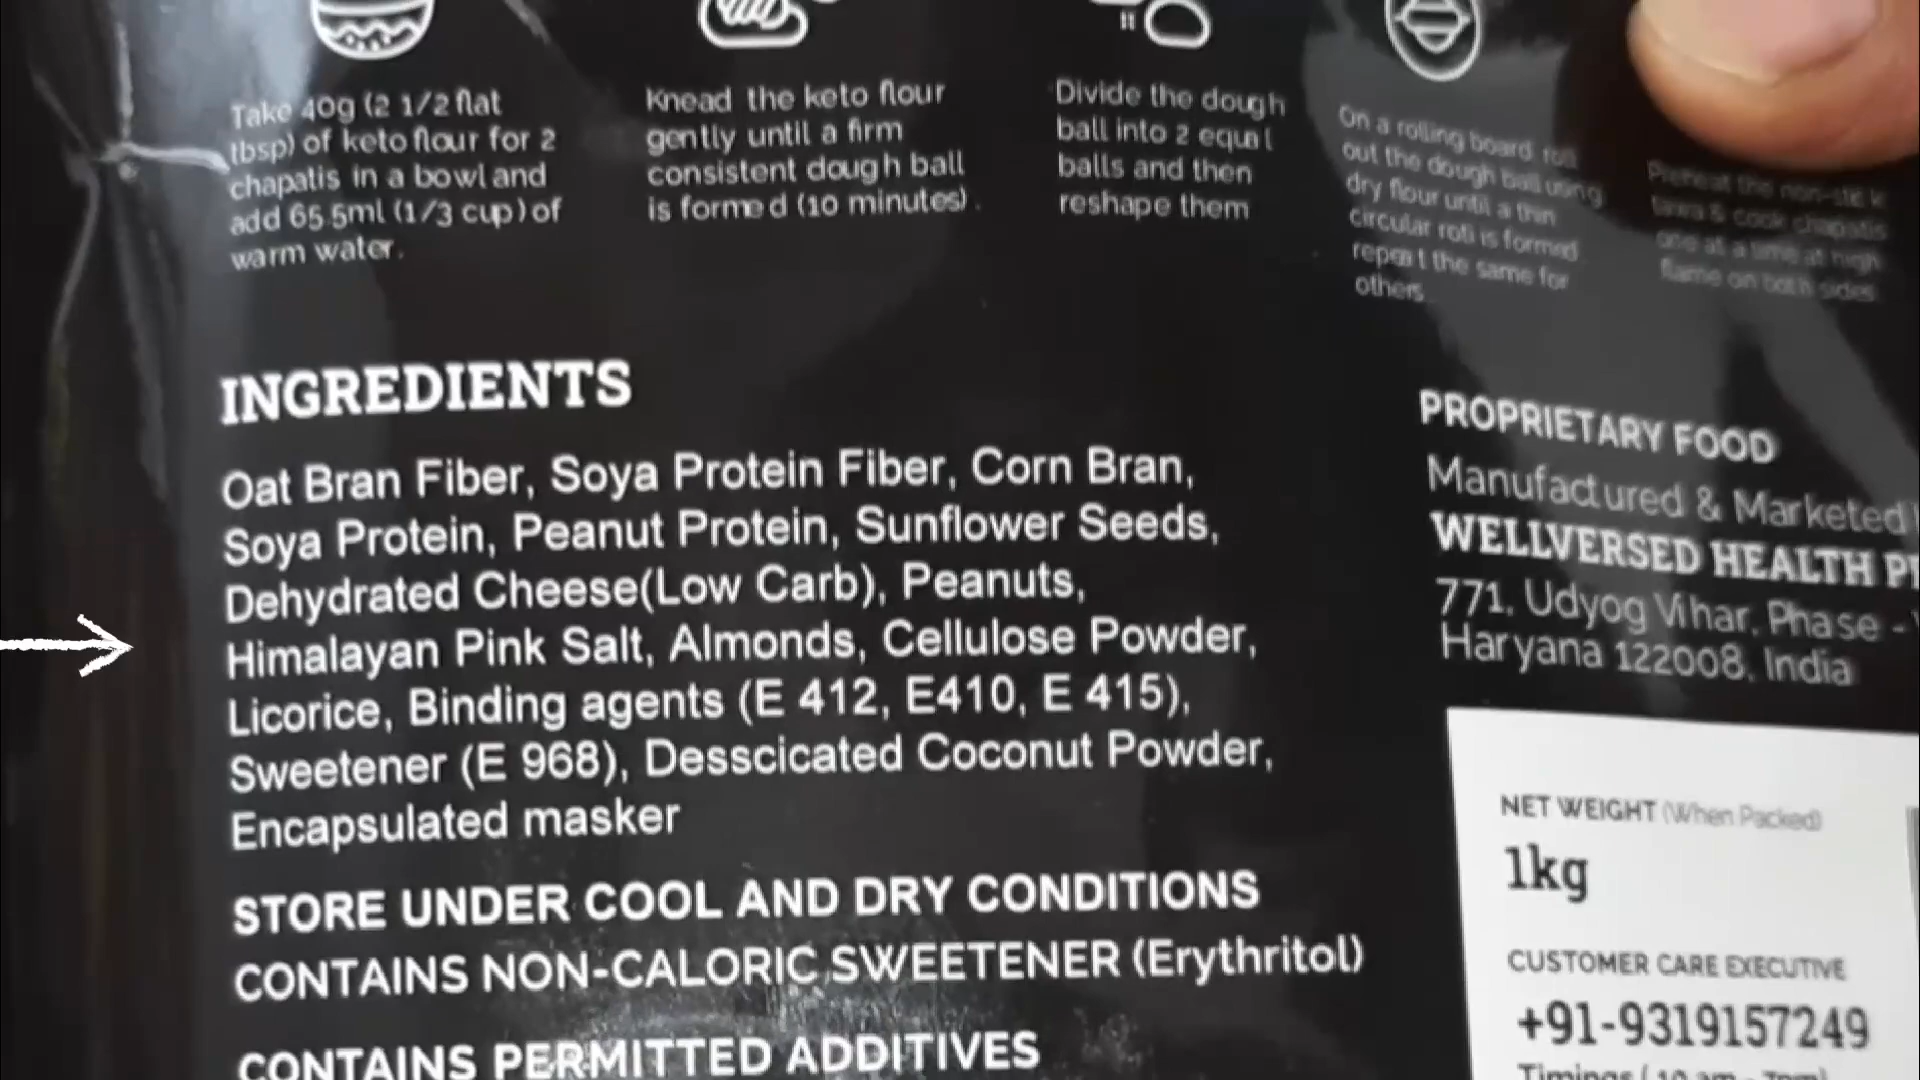 Take 40g (2 1/2 flat
tbsp) of keto flour for 2
chapatis in a bowl and
add 65.5ml (1/3 cup) of
warm water.
Knead the keto flour
gently until a firm
consistent dough ball
is formed (10 minutes).
Divide the dough
ball into 2 equal
balls and then
reshape them
On a rolling board roll
out the dough ball using
dry flour until a thin
circular roti is formed
repeat the same for
others
Preheat the non-stick
tawa & cook chapatis
one at a time at high
flame on both sides
INGREDIENTS
Oat Bran Fiber, Soya Protein Fiber, Corn Bran,
Soya Protein, Peanut Protein, Sunflower Seeds,
Dehydrated Cheese(Low Carb), Peanuts,
Himalayan Pink Salt, Almonds, Cellulose Powder,
Licorice, Binding agents (E 412, E410, E 415),
Sweetener (E 968), Desscicated Coconut Powder,
Encapsulated masker
STORE UNDER COOL AND DRY CONDITIONS
CONTAINS NON-CALORIC SWEETENER (Erythritol)
CONTAINS PERMITTED ADDITIVES
PROPRIETARY FOOD
Manufactured & Marketed
WELLVERSED HEALTH
771, Udyog Vihar, Phase -
Haryana 122008, India
NET WEIGHT (When Packed)
1kg
CUSTOMER CARE EXECUTIVE
+91-9319157249
Timings (10 am - 7pm)